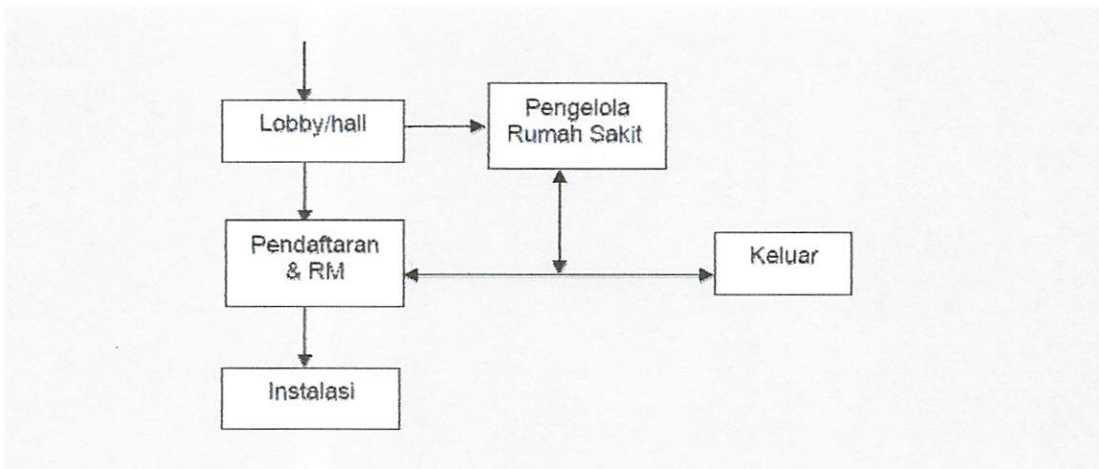 Lobby/hall
Pengelola
Rumah Sakit
Pendaftaran
& RM
Keluar
Instalasi